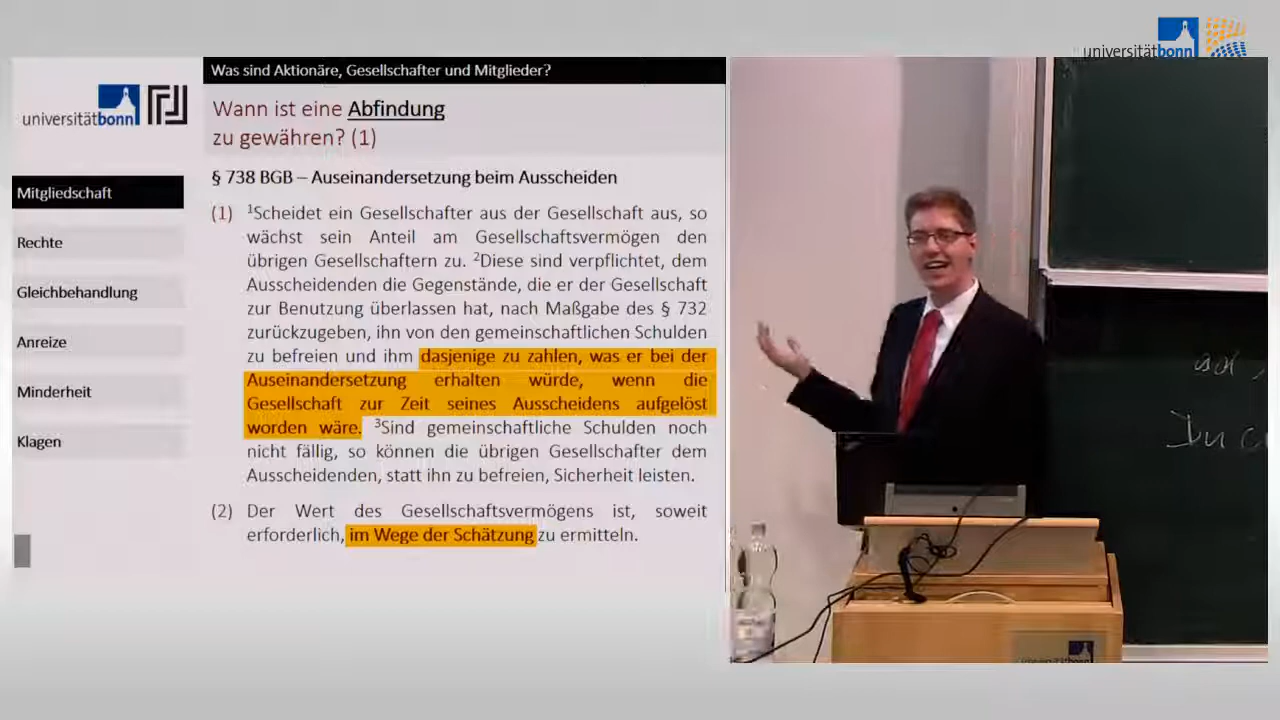 universitätbonn
Was sind Aktionäre, Gesellschafter und Mitglieder?
universitätbonn
Wann ist eine Abfindung
zu gewähren? (1)
Mitgliedschaft
Rechte
Gleichbehandlung
Anreize
Minderheit
Klagen
§ 738 BGB – Auseinandersetzung beim Ausscheiden
(1) ¹Scheidet ein Gesellschafter aus der Gesellschaft aus, so
wächst sein Anteil am Gesellschaftsvermögen den
übrigen Gesellschaftern zu. ²Diese sind verpflichtet, dem
Ausscheidenden die Gegenstände, die er der Gesellschaft
zur Benutzung überlassen hat, nach Maßgabe des § 732
zurückzugeben, ihn von den gemeinschaftlichen Schulden
zu befreien und ihm dasjenige zu zahlen, was er bei der
Auseinandersetzung erhalten würde, wenn die
Gesellschaft zur Zeit seines Ausscheidens aufgelöst
worden wäre. ³Sind gemeinschaftliche Schulden noch
nicht fällig, so können die übrigen Gesellschafter dem
Ausscheidenden, statt ihn zu befreien, Sicherheit leisten.
(2) Der Wert des Gesellschaftsvermögens ist, soweit
erforderlich, im Wege der Schätzung zu ermitteln.